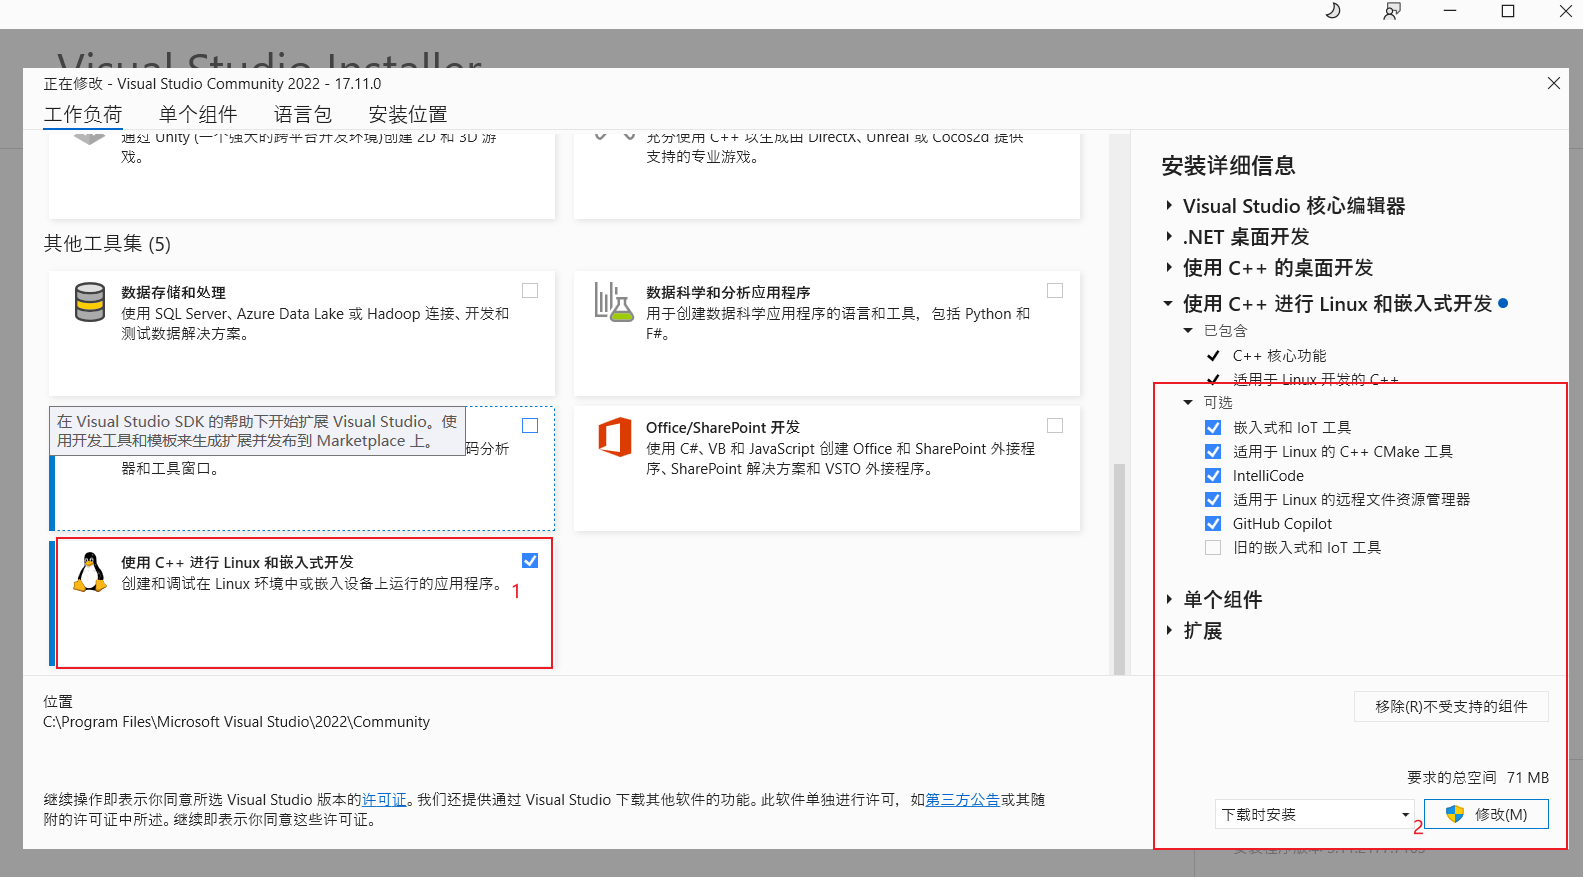 Visual Studio Installer
正在修改 - Visual Studio Community 2022 - 17.11.0
工作负荷 单个组件 语言包 安装位置
通过 Unity (一个强大的跨平台开发环境)创建 2D 和 3D 游
戏。
充分使用 C++ 以生成由 DirectX、Unreal 或 Cocos2d 提供
支持的专业游戏。
其他工具集 (5)
数据存储和处理
使用 SQL Server、Azure Data Lake 或 Hadoop 连接、开发和
测试数据解决方案。
数据科学和分析应用程序
用于创建数据科学应用程序的语言和工具，包括 Python 和
F#。
在 Visual Studio SDK 的帮助下开始扩展 Visual Studio。使
用开发工具和模板来生成扩展并发布到 Marketplace 上。
码分析
器和工具窗口。
Office/SharePoint 开发
使用 C#、VB 和 JavaScript 创建 Office 和 SharePoint 外接程
序、SharePoint 解决方案和 VSTO 外接程序。
使用 C++ 进行 Linux 和嵌入式开发
创建和调试在 Linux 环境中或嵌入设备上运行的应用程序。
1
安装详细信息
Visual Studio 核心编辑器
.NET 桌面开发
使用 C++ 的桌面开发
使用 C++ 进行 Linux 和嵌入式开发
已包含
C++ 核心功能
适用于 Linux 开发的 C++
可选
嵌入式和 IoT 工具
适用于 Linux 的 C++ CMake 工具
IntelliCode
适用于 Linux 的远程文件资源管理器
GitHub Copilot
旧的嵌入式和 IoT 工具
单个组件
扩展
位置
C:\Program Files\Microsoft Visual Studio\2022\Community
移除(R)不受支持的组件
要求的总空间 71 MB
继续操作即表示你同意所选 Visual Studio 版本的许可证。我们还提供通过 Visual Studio 下载其他软件的功能。此软件单独进行许可，如第三方公告或其随
附的许可证中所述。继续即表示你同意这些许可证。
下载时安装
2
修改(M)